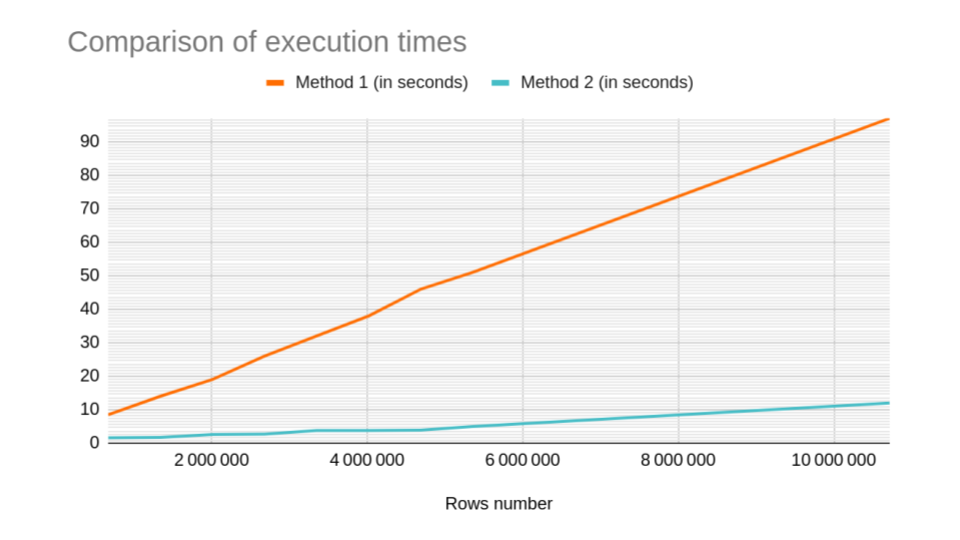 Comparison of execution times
Method 1 (in seconds) Method 2 (in seconds)
90
80
70
60
50
40
30
20
10
0
2 000 000 4 000 000 6 000 000 8 000 000 10 000 000
Rows number